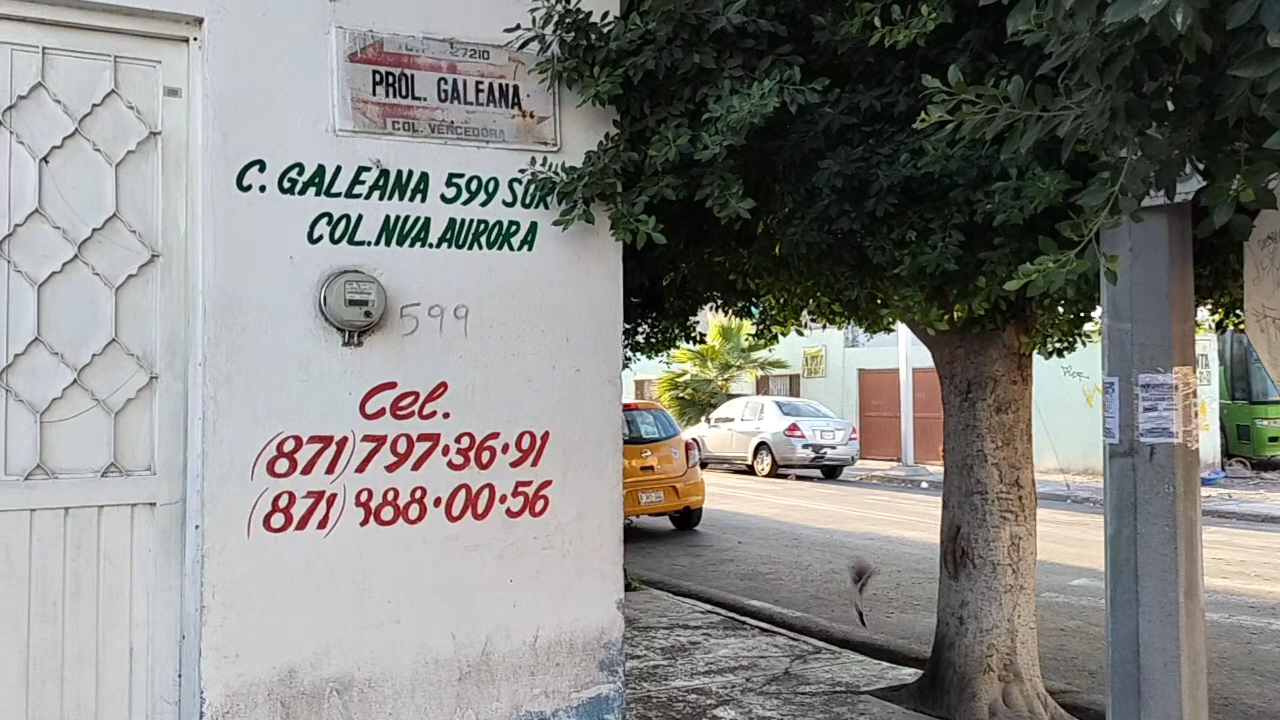 27210
PROL. GALEANA
COL. VENCEDORA
C. GALEANA 599 SUR
COL. NVA. AURORA
599
Cel.
(871) 797·36·91
(871) 988·00·56